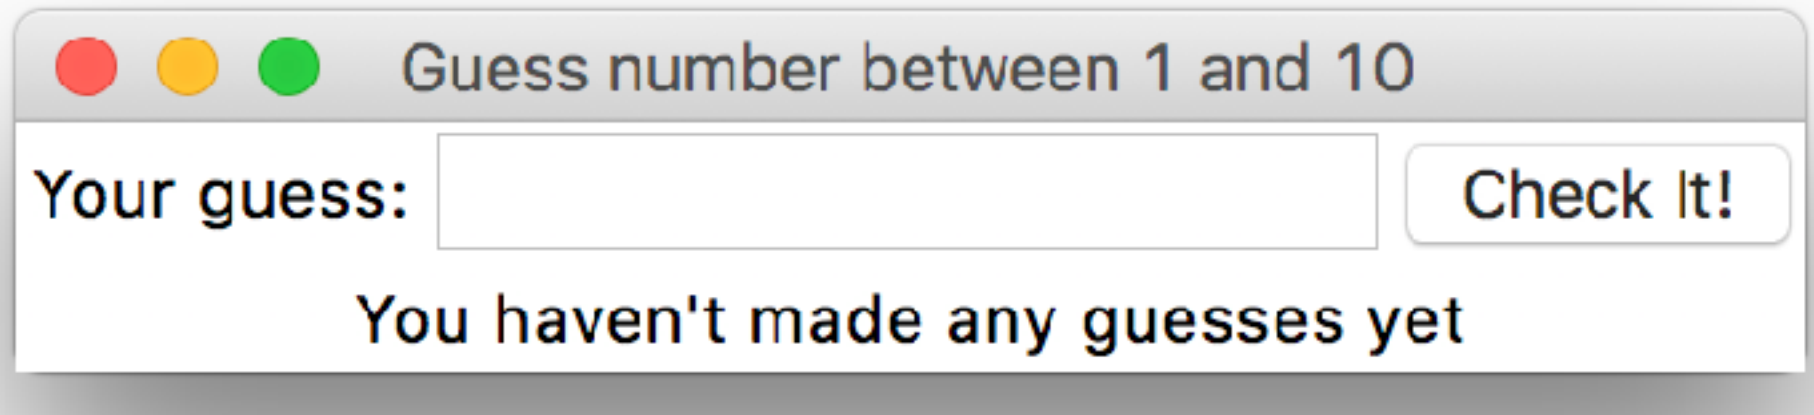 Guess number between 1 and 10
Your guess: Check It!
You haven't made any guesses yet